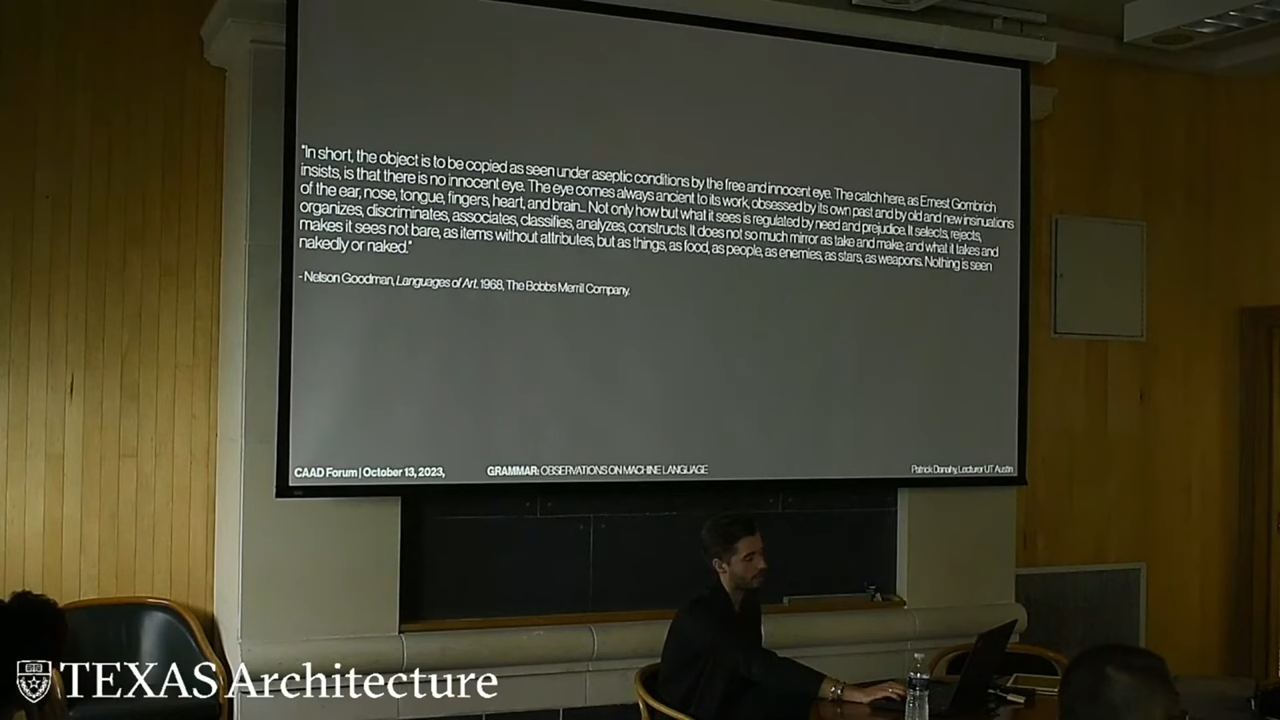 "In short, the object is to be copied as seen under aseptic conditions by the free and innocent eye. The catch here, as Ernest Gombrich
insists, is that there is no innocent eye. The eye comes always ancient to its work, obsessed by its own past and by old and new insinuations
of the ear, nose, tongue, fingers, heart, and brain... Not only how but what it sees is regulated by need and prejudice. It selects, rejects,
organizes, discriminates, associates, classifies, analyzes, constructs. It does not so much mirror as take and make; and what it takes and
makes it sees not bare, as items without attributes, but as things, as food, as people, as enemies, as stars, as weapons. Nothing is seen
nakedly or naked."
- Nelson Goodman, Languages of Art. 1968, The Bobbs Merril Company.
CAAD Forum | October 13, 2023,
GRAMMAR: OBSERVATIONS ON MACHINE LANGUAGE
Patrick Danahy, Lecturer UT Austin
TEXAS Architecture